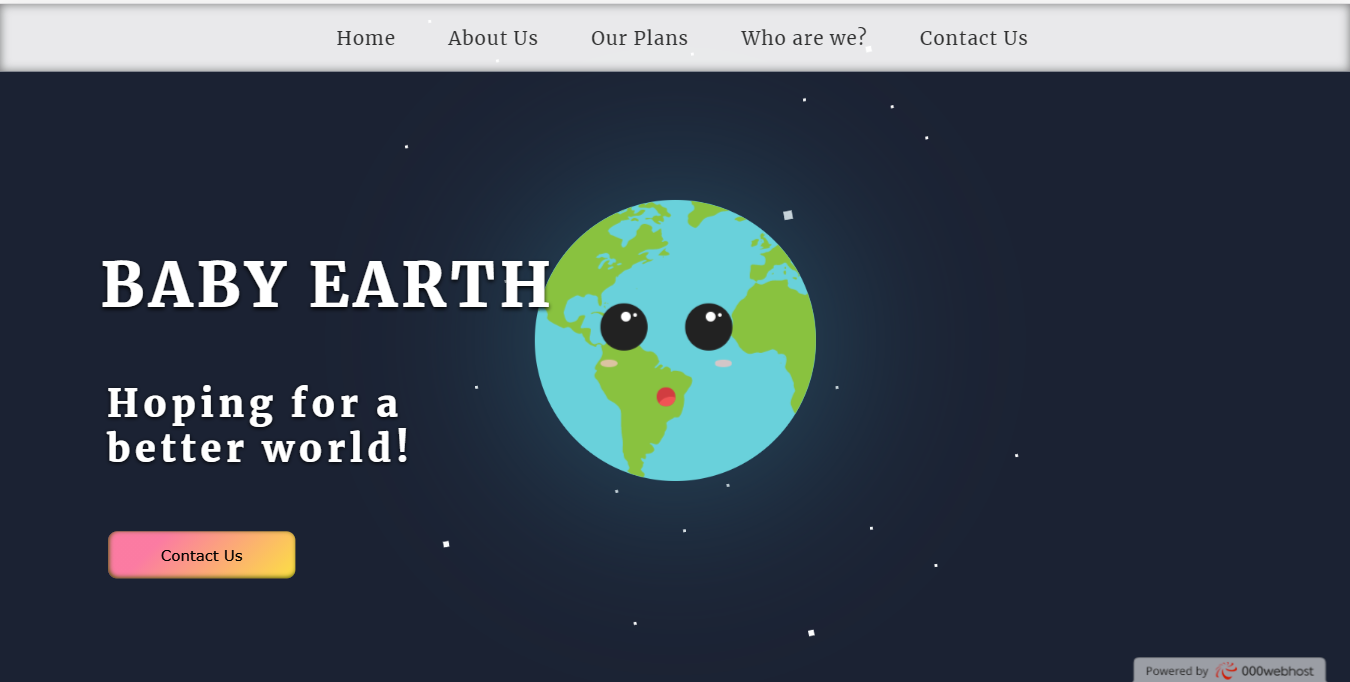 Home About Us Our Plans Who are we? Contact Us
BABY EARTH
Hoping for a
better world!
Contact Us
Powered by 000webhost